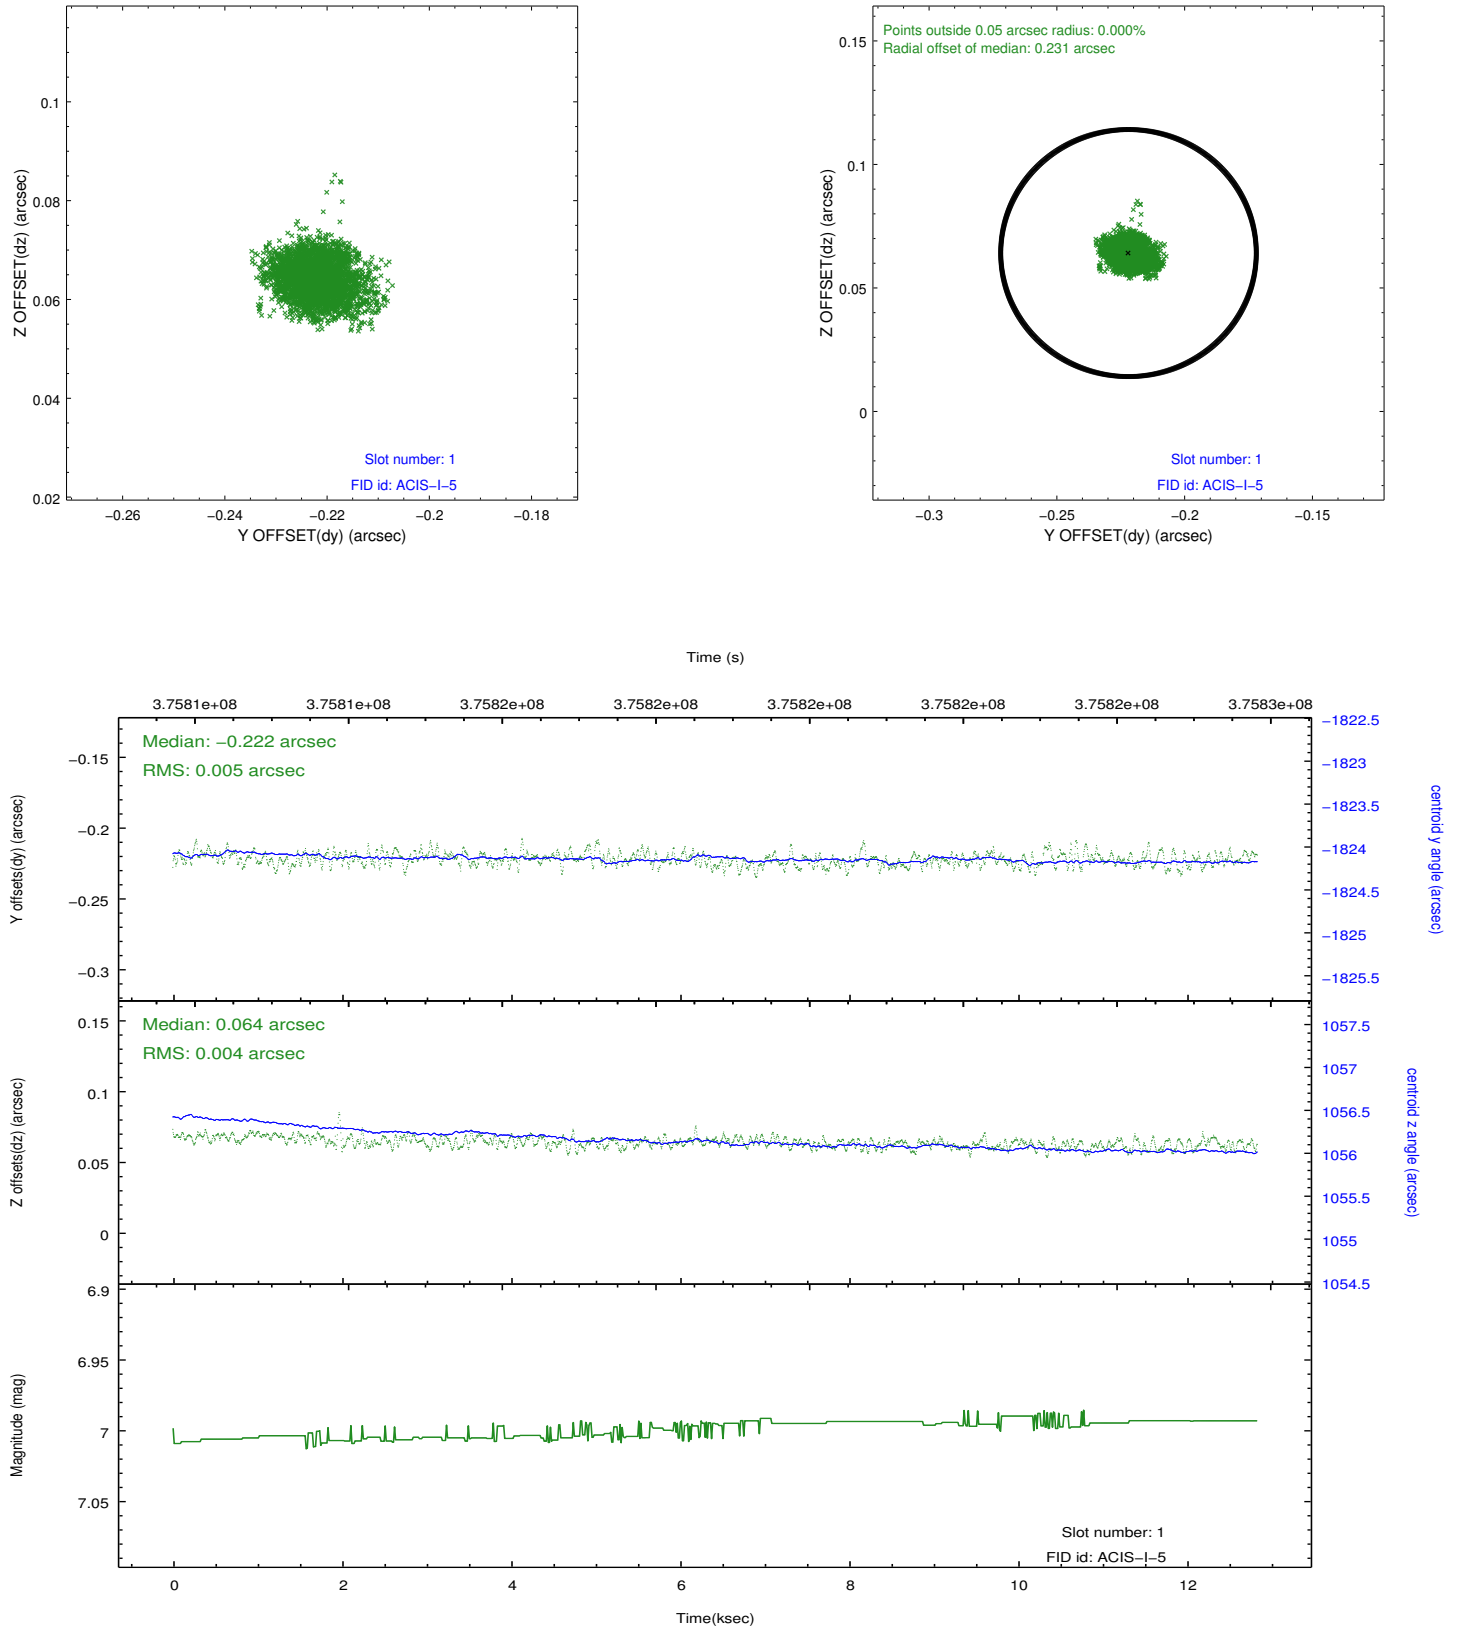 0.1
0.08
0.06
0.04
0.02
Z OFFSET(dz) (arcsec)
Slot number: 1
FID id: ACIS−I−5
−0.26 −0.24 −0.22 −0.2 −0.18
Y OFFSET(dy) (arcsec)
Points outside 0.05 arcsec radius: 0.000%
Radial offset of median: 0.231 arcsec
0.15
0.1
0.05
0
Z OFFSET(dz) (arcsec)
Slot number: 1
FID id: ACIS−I−5
−0.3 −0.25 −0.2 −0.15
Y OFFSET(dy) (arcsec)
Time (s)
3.7581e+08 3.7581e+08 3.7582e+08 3.7582e+08 3.7582e+08 3.7582e+08 3.7582e+08 3.7583e+08
Median: −0.222 arcsec
RMS: 0.005 arcsec
−0.15
−0.2
−0.25
−0.3
Y offsets(dy) (arcsec)
−1822.5
−1823
−1823.5
−1824
−1824.5
−1825
−1825.5
centroid y angle (arcsec)
Median: 0.064 arcsec
RMS: 0.004 arcsec
0.15
0.1
0.05
0
Z offsets(dz) (arcsec)
1057.5
1057
1056.5
1056
1055.5
1055
1054.5
centroid z angle (arcsec)
6.9
6.95
7
7.05
Magnitude (mag)
Slot number: 1
FID id: ACIS−I−5
0 2 4 6 8 10 12
Time(ksec)